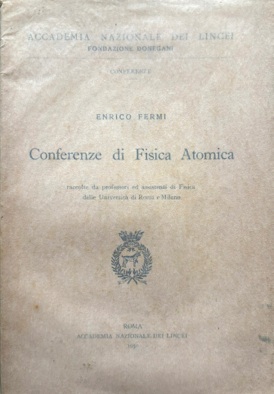 ACCADEMIA NAZIONALE DEI LINCEI
FONDAZIONE DONEGANI
ENRICO FERMI
Conferenze di Fisica Atomica
raccolte da professori ed assistenti di Fisica
delle Università di Roma e Milano
ROMA
ACCADEMIA NAZIONALE DEI LINCEI